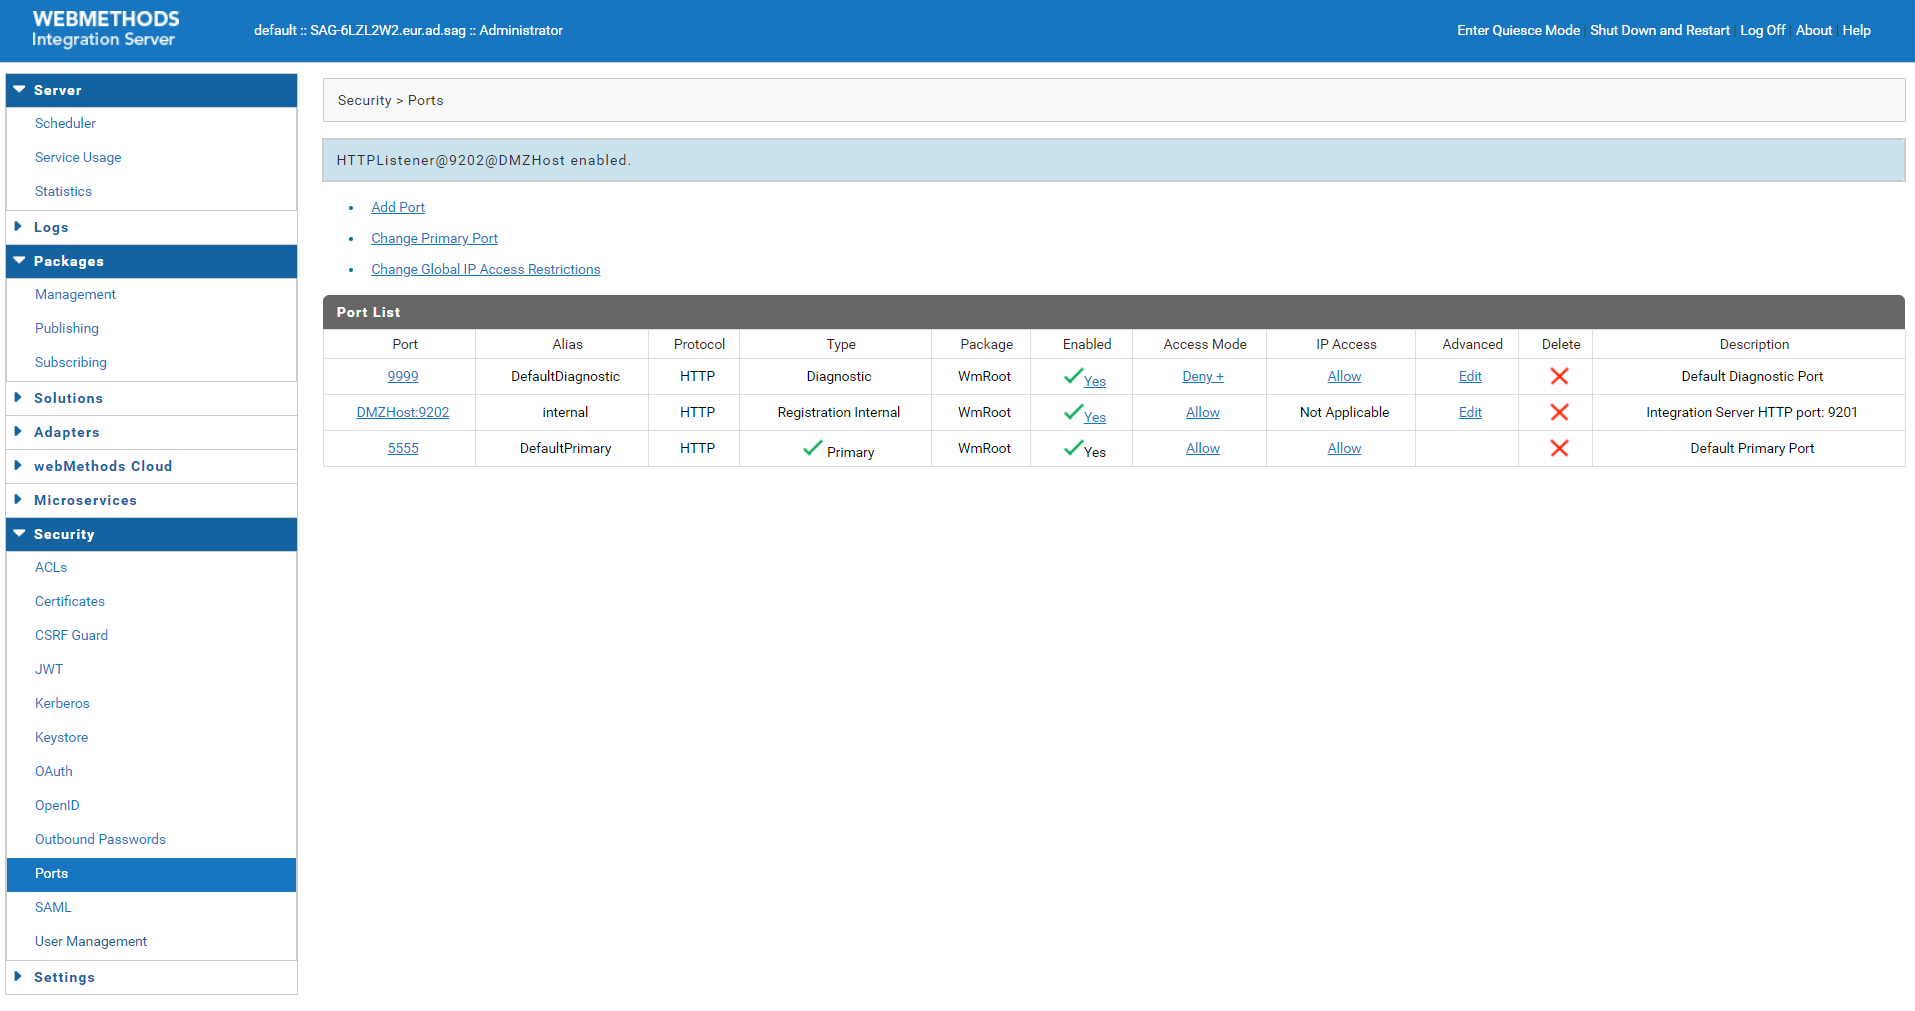 WEBMETHODS
Integration Server
default :: SAG-6LZL2W2.eur.ad.sag :: Administrator
Enter Quiesce Mode | Shut Down and Restart | Log Off | About | Help
Server
Scheduler
Service Usage
Statistics
Logs
Packages
Management
Publishing
Subscribing
Solutions
Adapters
webMethods Cloud
Microservices
Security
ACLs
Certificates
CSRF Guard
JWT
Kerberos
Keystore
OAuth
OpenID
Outbound Passwords
Ports
SAML
User Management
Settings
Security > Ports
HTTPListener@9202@DMZHost enabled.
Add Port
Change Primary Port
Change Global IP Access Restrictions
Port List
Port Alias Protocol Type Package Enabled Access Mode IP Access Advanced Delete Description
9999 DefaultDiagnostic HTTP Diagnostic WmRoot Yes Deny + Allow Edit Default Diagnostic Port
DMZHost:9202 internal HTTP Registration Internal WmRoot Yes Allow Not Applicable Edit Integration Server HTTP port: 9201
5555 DefaultPrimary HTTP Primary WmRoot Yes Allow Allow Default Primary Port